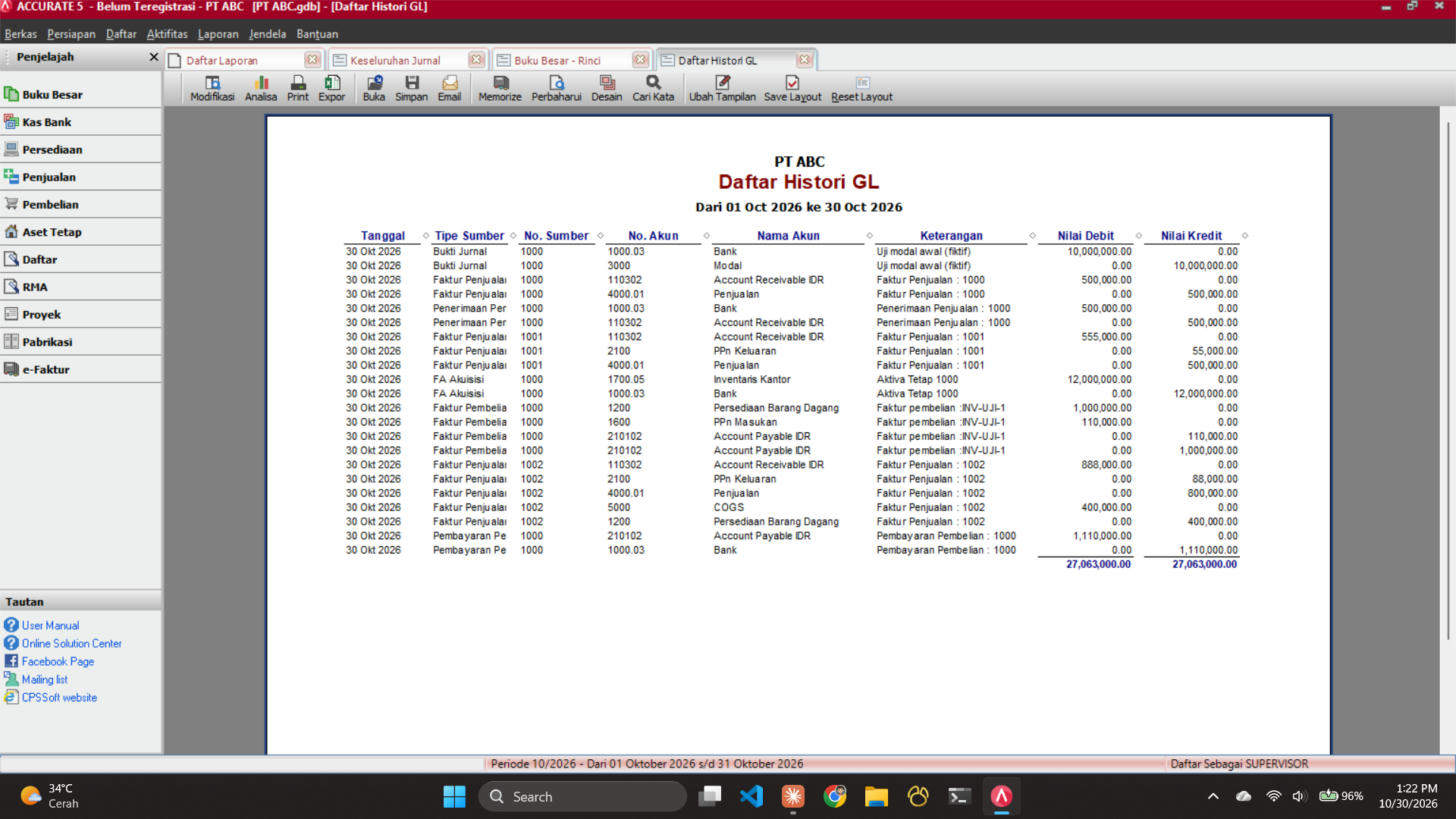 ACCURATE 5 - Belum Teregistrasi - PT ABC [PT ABC.gdb] - [Daftar Histori GL]
Berkas Persiapan Daftar Aktifitas Laporan Jendela Bantuan
Penjelajah
Daftar Laporan Keseluruhan Jurnal Buku Besar - Rinci Daftar Histori GL
Modifikasi Analisa Print Expor Buka Simpan Email Memorize Perbaharui Desain Cari Kata Ubah Tampilan Save Layout Reset Layout
Buku Besar
Kas Bank
Persediaan
Penjualan
Pembelian
Aset Tetap
Daftar
RMA
Proyek
Pabrikasi
e-Faktur
Tautan
User Manual
Online Solution Center
Facebook Page
Mailing list
CPSSoft website
PT ABC
Daftar Histori GL
Dari 01 Oct 2026 ke 30 Oct 2026
Tanggal Tipe Sumber No. Sumber No. Akun Nama Akun Keterangan Nilai Debit Nilai Kredit
30 Okt 2026 Bukti Jurnal 1000 1000.03 Bank Uji modal awal (fiktif) 10,000,000.00 0.00
30 Okt 2026 Bukti Jurnal 1000 3000 Modal Uji modal awal (fiktif) 0.00 10,000,000.00
30 Okt 2026 Faktur Penjualai 1000 110302 Account Receivable IDR Faktur Penjualan : 1000 500,000.00 0.00
30 Okt 2026 Faktur Penjualai 1000 4000.01 Penjualan Faktur Penjualan : 1000 0.00 500,000.00
30 Okt 2026 Penerimaan Per 1000 1000.03 Bank Penerimaan Penjualan : 1000 500,000.00 0.00
30 Okt 2026 Penerimaan Per 1000 110302 Account Receivable IDR Penerimaan Penjualan : 1000 0.00 500,000.00
30 Okt 2026 Faktur Penjualai 1001 110302 Account Receivable IDR Faktur Penjualan : 1001 555,000.00 0.00
30 Okt 2026 Faktur Penjualai 1001 2100 PPn Keluaran Faktur Penjualan : 1001 0.00 55,000.00
30 Okt 2026 Faktur Penjualai 1001 4000.01 Penjualan Faktur Penjualan : 1001 0.00 500,000.00
30 Okt 2026 FA Akuisisi 1000 1700.05 Inventaris Kantor Aktiva Tetap 1000 12,000,000.00 0.00
30 Okt 2026 FA Akuisisi 1000 1000.03 Bank Aktiva Tetap 1000 0.00 12,000,000.00
30 Okt 2026 Faktur Pembelia 1000 1200 Persediaan Barang Dagang Faktur pembelian :INV-UJI-1 1,000,000.00 0.00
30 Okt 2026 Faktur Pembelia 1000 1600 PPn Masukan Faktur pembelian :INV-UJI-1 110,000.00 0.00
30 Okt 2026 Faktur Pembelia 1000 210102 Account Payable IDR Faktur pembelian :INV-UJI-1 0.00 110,000.00
30 Okt 2026 Faktur Pembelia 1000 210102 Account Payable IDR Faktur pembelian :INV-UJI-1 0.00 1,000,000.00
30 Okt 2026 Faktur Penjualai 1002 110302 Account Receivable IDR Faktur Penjualan : 1002 888,000.00 0.00
30 Okt 2026 Faktur Penjualai 1002 2100 PPn Keluaran Faktur Penjualan : 1002 0.00 88,000.00
30 Okt 2026 Faktur Penjualai 1002 4000.01 Penjualan Faktur Penjualan : 1002 0.00 800,000.00
30 Okt 2026 Faktur Penjualai 1002 5000 COGS Faktur Penjualan : 1002 400,000.00 0.00
30 Okt 2026 Faktur Penjualai 1002 1200 Persediaan Barang Dagang Faktur Penjualan : 1002 0.00 400,000.00
30 Okt 2026 Pembayaran Pe 1000 210102 Account Payable IDR Pembayaran Pembelian : 1000 1,110,000.00 0.00
30 Okt 2026 Pembayaran Pe 1000 1000.03 Bank Pembayaran Pembelian : 1000 0.00 1,110,000.00
27,063,000.00 27,063,000.00
Periode 10/2026 - Dari 01 Oktober 2026 s/d 31 Oktober 2026 Daftar Sebagai SUPERVISOR
34°C
Cerah
Search
96%
1:22 PM
10/30/2026